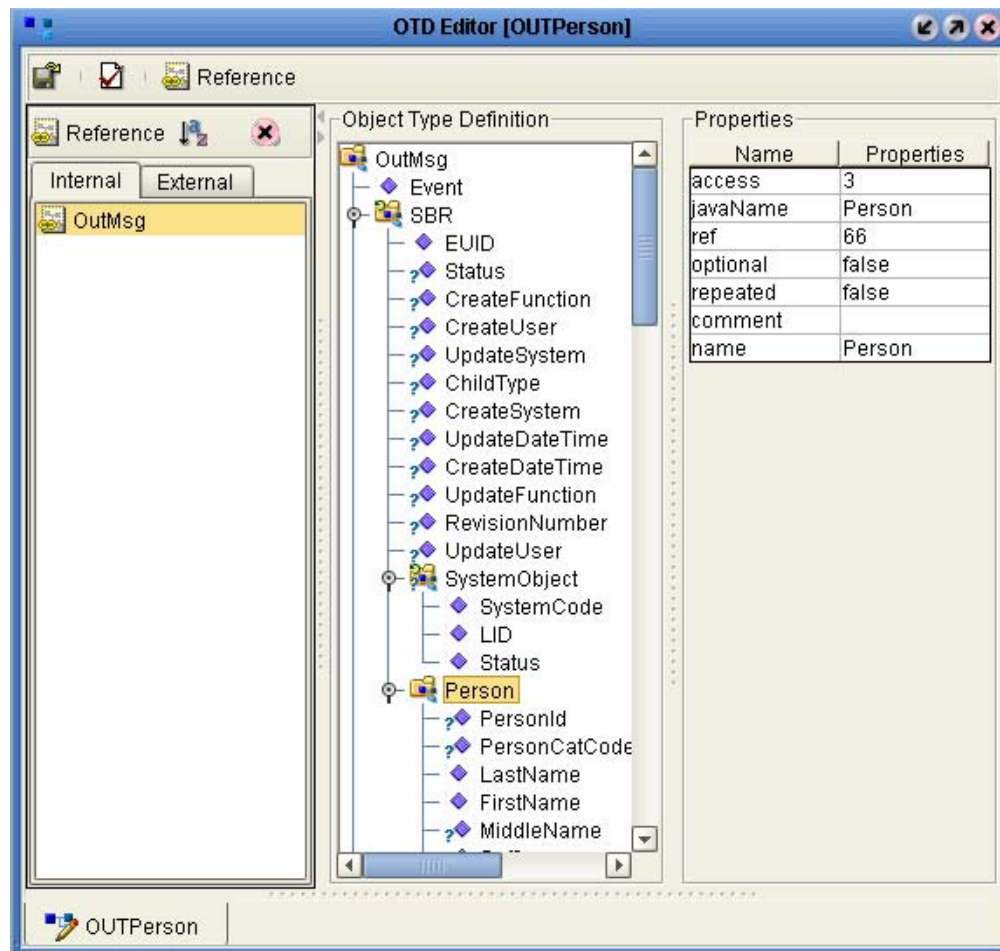 OTD Editor [OUTPerson]
Reference
Reference
Internal External
OutMsg
Object Type Definition
OutMsg
Event
SBR
EUID
Status
CreateFunction
CreateUser
UpdateSystem
ChildType
CreateSystem
UpdateDateTime
CreateDateTime
UpdateFunction
RevisionNumber
UpdateUser
SystemObject
SystemCode
LID
Status
Person
PersonId
PersonCatCode
LastName
FirstName
MiddleName
Properties
Name Properties
access 3
javaName Person
ref 66
optional false
repeated false
comment
name Person
OUTPerson